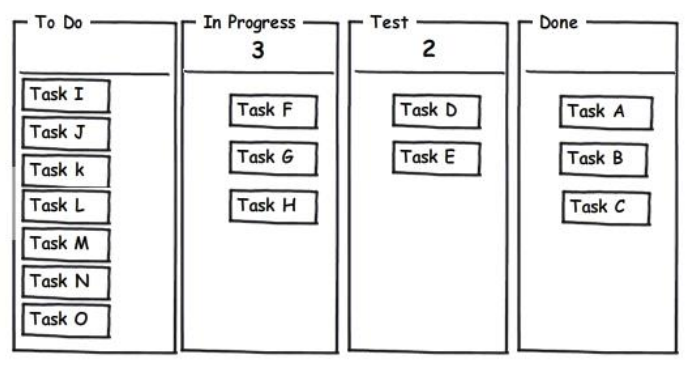 To Do
Task I
Task J
Task k
Task L
Task M
Task N
Task O
In Progress
3
Task F
Task G
Task H
Test
2
Task D
Task E
Done
Task A
Task B
Task C